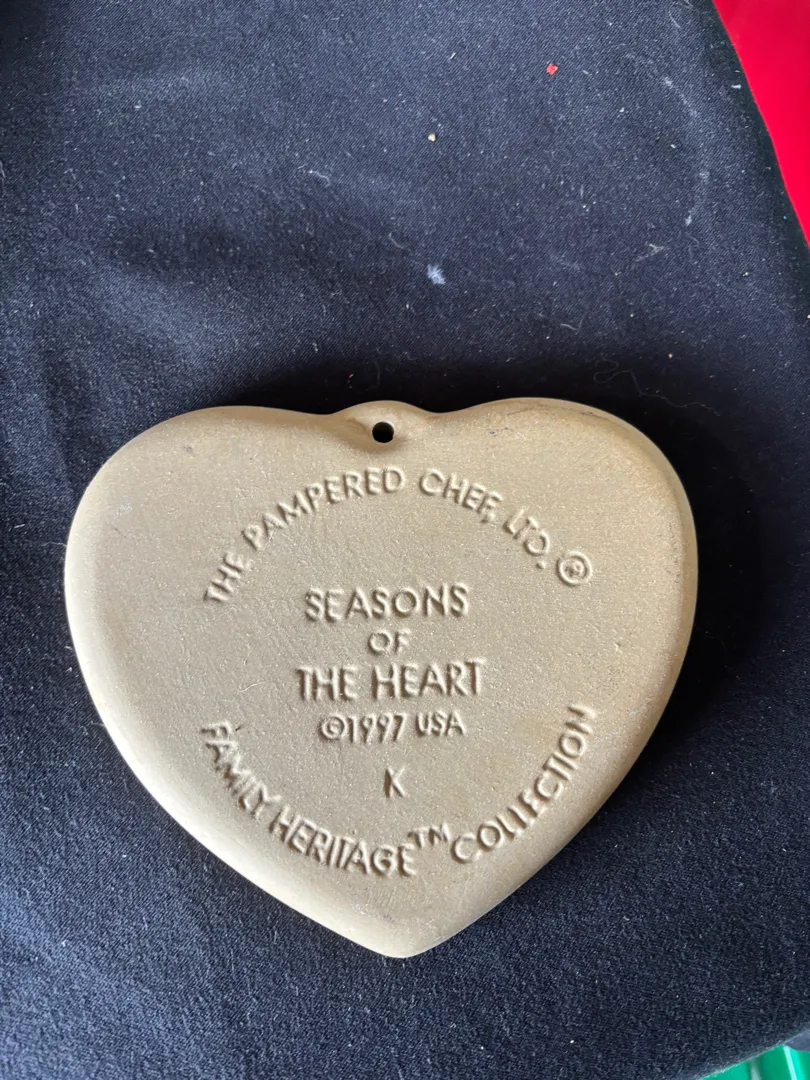 THE PAMPERED CHEF, LTD. ®
SEASONS
OF
THE HEART
©1997 USA
K
FAMILY HERITAGE™ COLLECTION